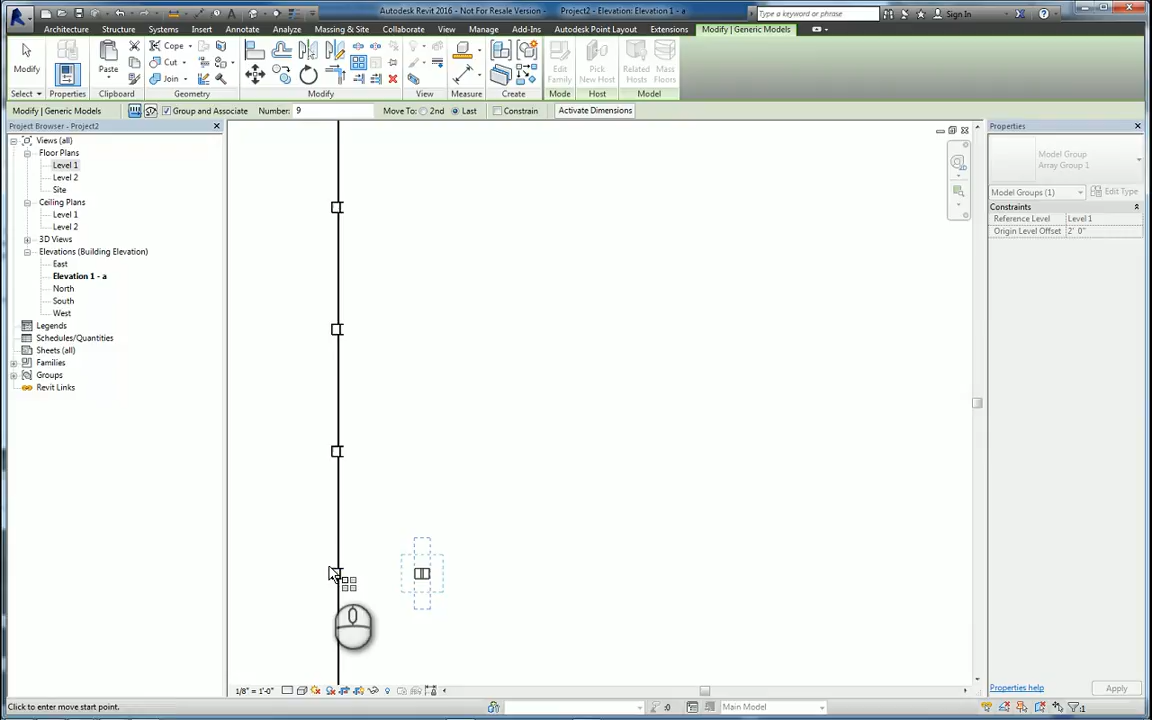 Autodesk Revit 2016 - Not For Resale Version - Project2 - Elevation: Elevation 1 - a
Type a keyword or phrase
Sign In
Architecture Structure Systems Insert Annotate Analyze Massing & Site Collaborate View Manage Add-Ins Autodesk Point Layout Extensions Modify | Generic Models
Cope
Cut
Join
Modify
Paste
Edit Family
Pick New Host
Related Hosts
Mass Floors
Select Properties Clipboard Geometry Modify View Measure Create Mode Host Model
Modify | Generic Models
Group and Associate Number: 9 Move To: 2nd Last Constrain Activate Dimensions
Project Browser - Project2
Views (all)
Floor Plans
Level 1
Level 2
Site
Ceiling Plans
Level 1
Level 2
3D Views
Elevations (Building Elevation)
East
Elevation 1 - a
North
South
West
Legends
Schedules/Quantities
Sheets (all)
Families
Groups
Revit Links
Properties
Model Group
Array Group 1
Model Groups (1) Edit Type
Constraints
Reference Level Level 1
Origin Level Offset 2' 0"
Properties help
Apply
1/8" = 1'-0"
Click to enter move start point.
:0
Main Model
:1